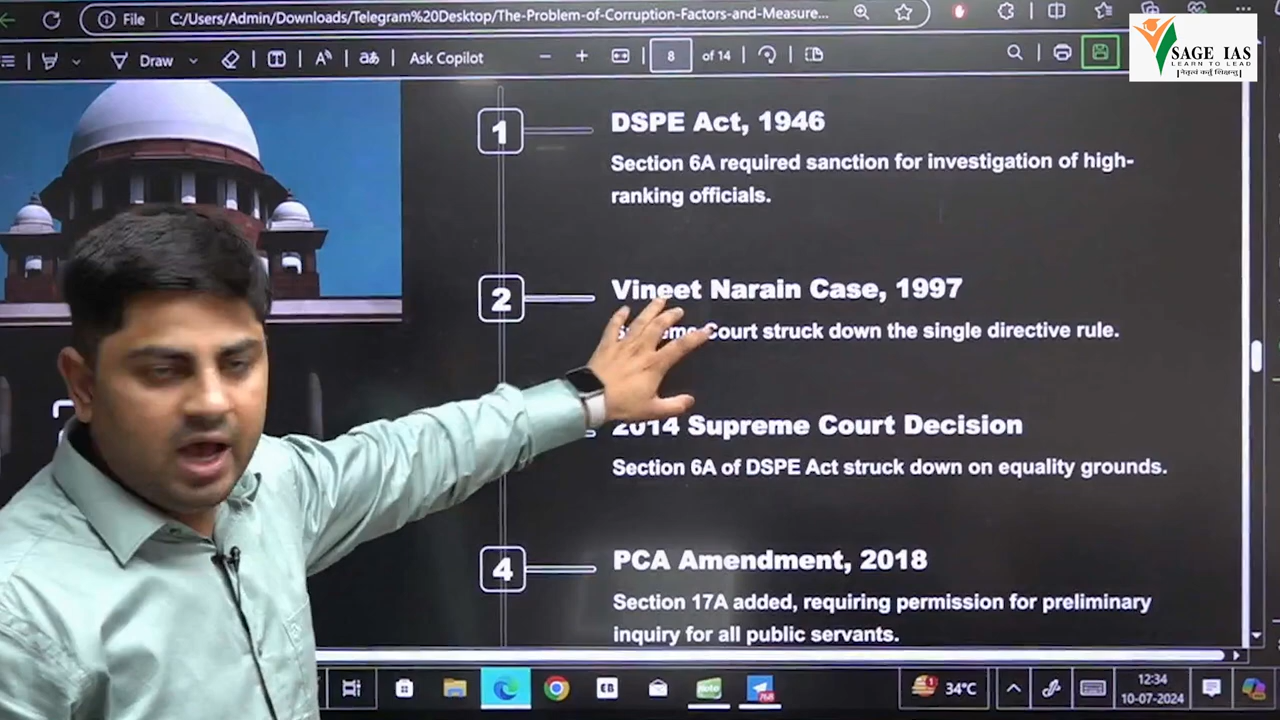 File
C:/Users/Admin/Downloads/Telegram%20Desktop/The-Problem-of-Corruption-Factors-and-Measure...
Draw
aあ
Ask Copilot
8
of 14
SAGE IAS
LEARN TO LEAD
1
DSPE Act, 1946
Section 6A required sanction for investigation of high-
ranking officials.
2
Vineet Narain Case, 1997
Court struck down the single directive rule.
2014 Supreme Court Decision
Section 6A of DSPE Act struck down on equality grounds.
4
PCA Amendment, 2018
Section 17A added, requiring permission for preliminary
inquiry for all public servants.
34°C
12:34
10-07-2024